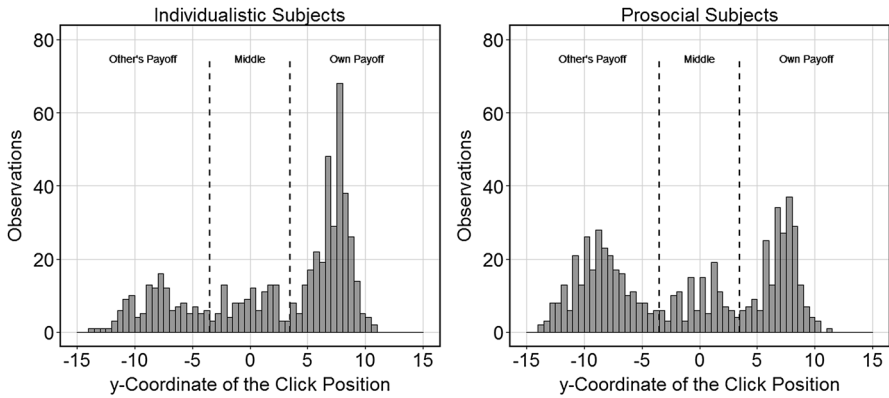 Individualistic Subjects
80
60
40
20
0
Observations
Other's Payoff
Middle
Own Payoff
-15
-10
-5
0
5
10
15
y-Coordinate of the Click Position
Prosocial Subjects
80
60
40
20
0
Observations
Other's Payoff
Middle
Own Payoff
-15
-10
-5
0
5
10
15
y-Coordinate of the Click Position